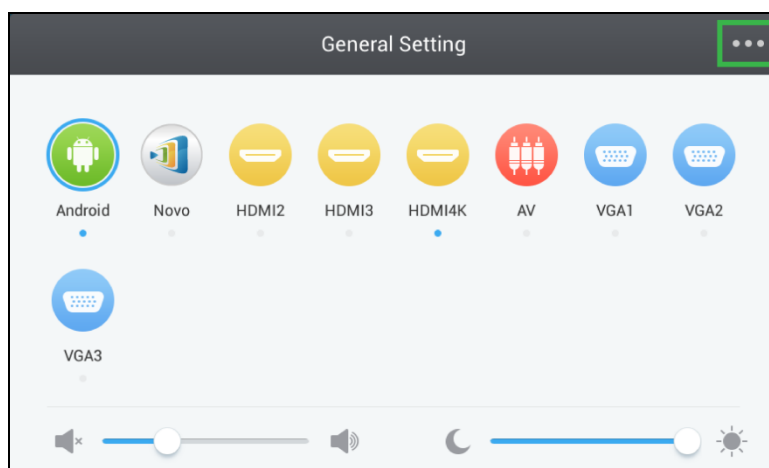 General Setting
Android Novo HDMI2 HDMI3 HDMI4K AV VGA1 VGA2
VGA3